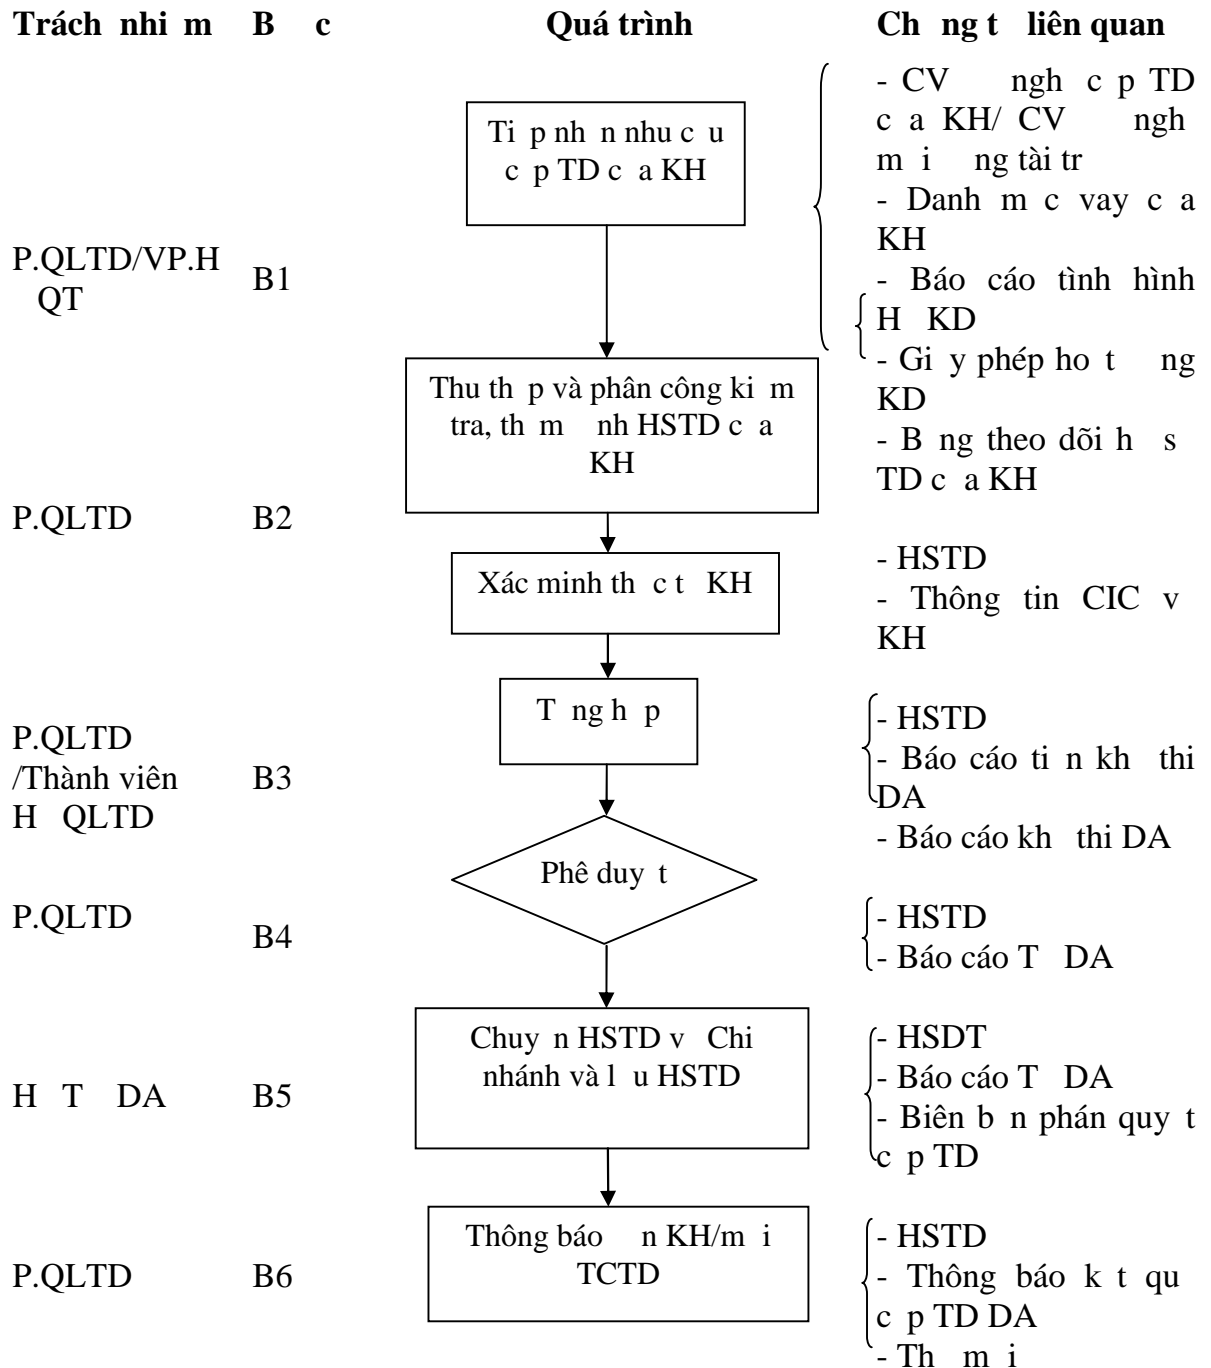 Trách nhi m B c Quá trình Ch ng t liên quan
Ti p nh n nhu c u
c p TD c a KH
- CV ngh c p TD
c a KH/ CV ngh
m i ng tài tr
- Danh m c vay c a
KH
- Báo cáo tình hình
H KD
- Gi y phép ho t ng
KD
- B ng theo dõi h s
TD c a KH
P.QLTD/VP.H
QT
B1
Thu th p và phân công ki m
tra, th m nh HSTD c a
KH
P.QLTD B2
Xác minh th c t KH
- HSTD
- Thông tin CIC v
KH
T ng h p
P.QLTD
/Thành viên
H QLTD
B3
- HSTD
- Báo cáo ti n kh thi
DA
- Báo cáo kh thi DA
Phê duy t
P.QLTD
B4
- HSTD
- Báo cáo T DA
Chuy n HSTD v Chi
nhánh và l u HSTD
H T DA B5
- HSDT
- Báo cáo T DA
- Biên b n phán quy t
c p TD
Thông báo n KH/m i
TCTD
P.QLTD B6
- HSTD
- Thông báo k t qu
c p TD DA
- Th m i